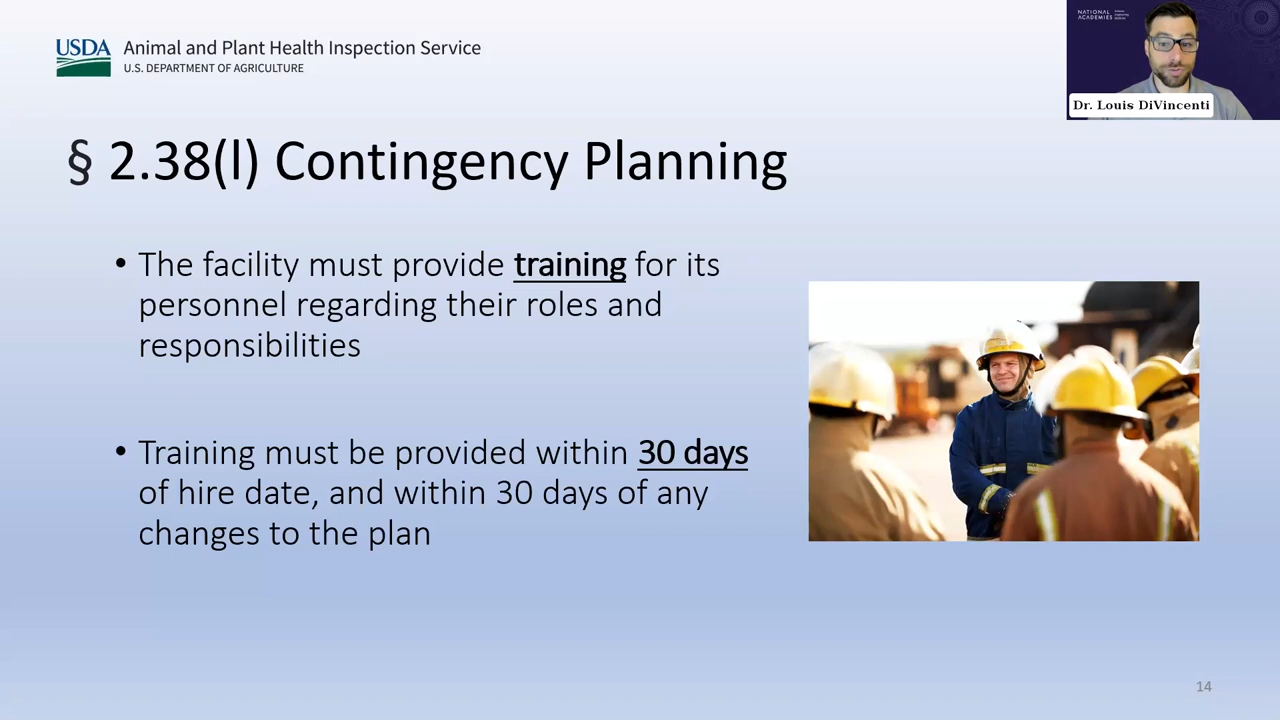 USDA Animal and Plant Health Inspection Service
U.S. DEPARTMENT OF AGRICULTURE
NATIONAL
ACADEMIES
Dr. Louis DiVincenti
§ 2.38(l) Contingency Planning
• The facility must provide training for its
personnel regarding their roles and
responsibilities
• Training must be provided within 30 days
of hire date, and within 30 days of any
changes to the plan
14